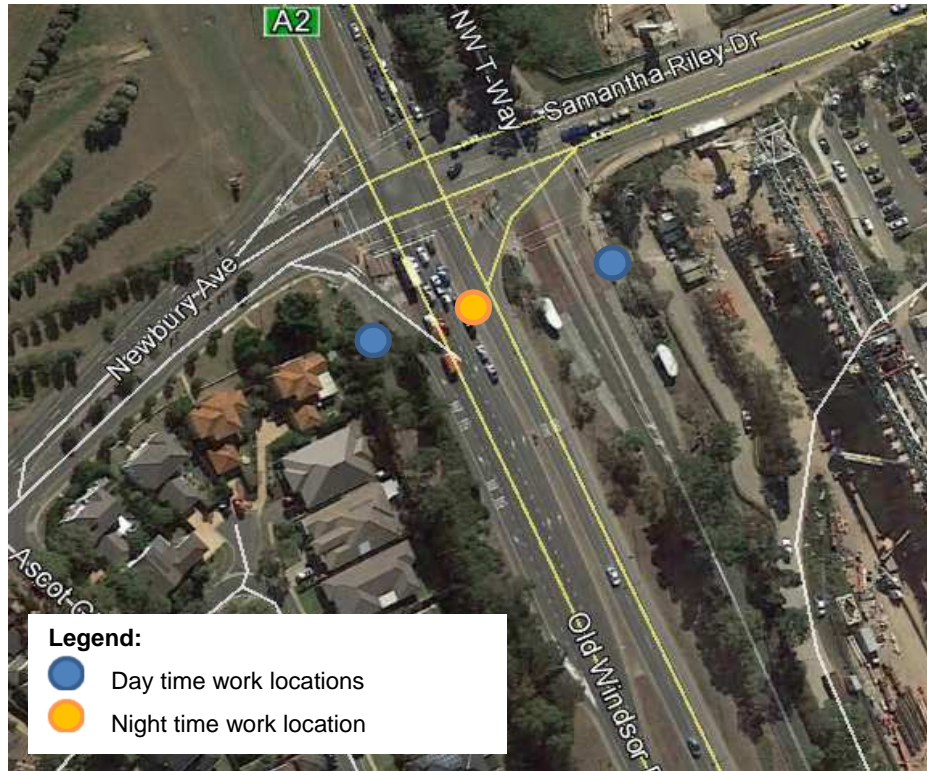 A2
NW T-Way
Samantha Riley Dr
Newbury Ave
Ascot
Old Windsor
Legend:
Day time work locations
Night time work location